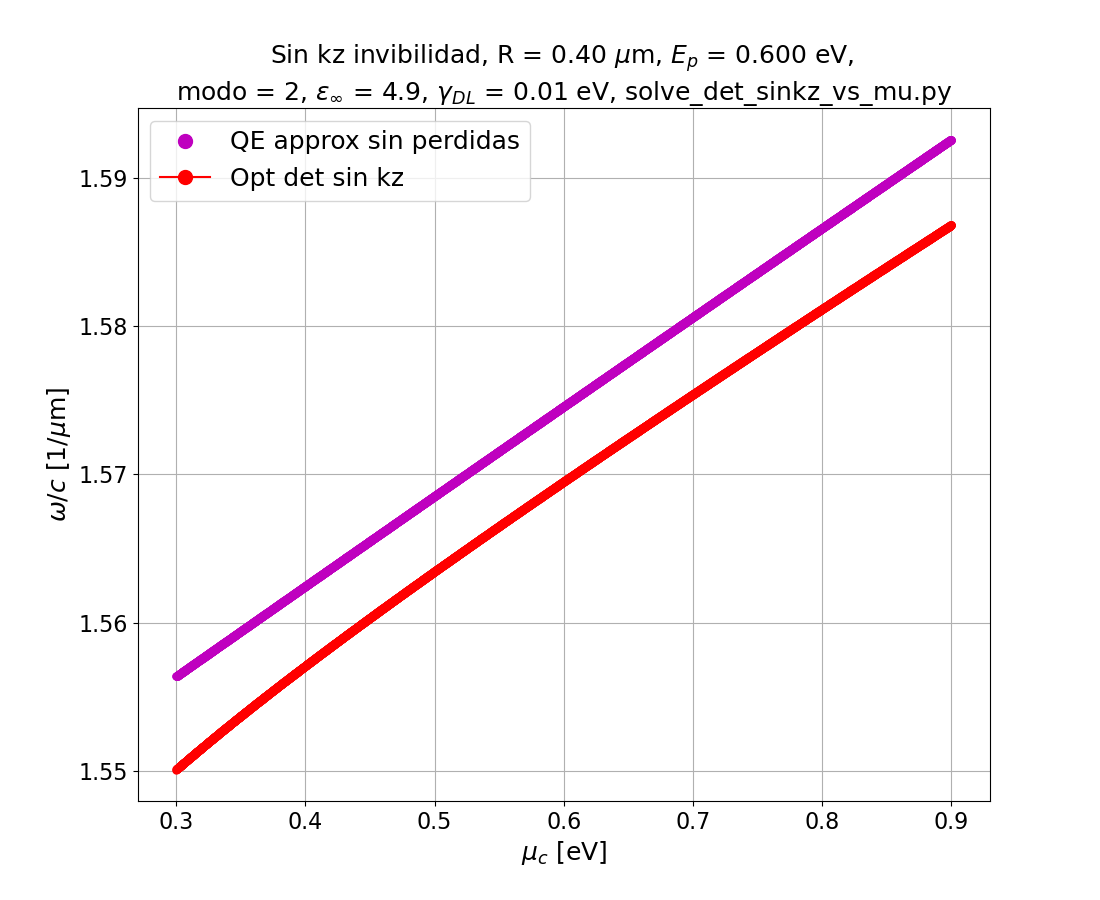 Sin kz invibilidad, R = 0.40 μm, E_p = 0.600 eV,
modo = 2, ε_∞ = 4.9, γ_DL = 0.01 eV, solve_det_sinkz_vs_mu.py
QE approx sin perdidas
Opt det sin kz
1.59
1.58
1.57
1.56
1.55
ω/c [1/μm]
0.3 0.4 0.5 0.6 0.7 0.8 0.9
μ_c [eV]